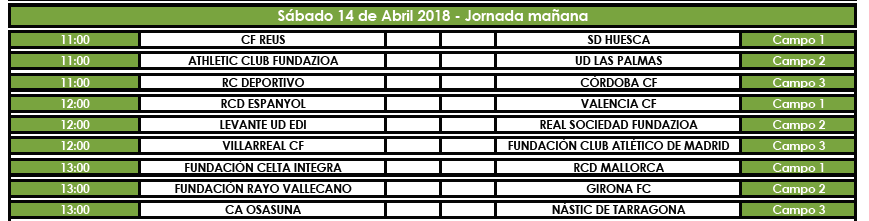 Sábado 14 de Abril 2018 - Jornada mañana
11:00 CF REUS SD HUESCA Campo 1
11:00 ATHLETIC CLUB FUNDAZIOA UD LAS PALMAS Campo 2
11:00 RC DEPORTIVO CÓRDOBA CF Campo 3
12:00 RCD ESPANYOL VALENCIA CF Campo 1
12:00 LEVANTE UD EDI REAL SOCIEDAD FUNDAZIOA Campo 2
12:00 VILLARREAL CF FUNDACIÓN CLUB ATLÉTICO DE MADRID Campo 3
13:00 FUNDACIÓN CELTA INTEGRA RCD MALLORCA Campo 1
13:00 FUNDACIÓN RAYO VALLECANO GIRONA FC Campo 2
13:00 CA OSASUNA NÀSTIC DE TARRAGONA Campo 3